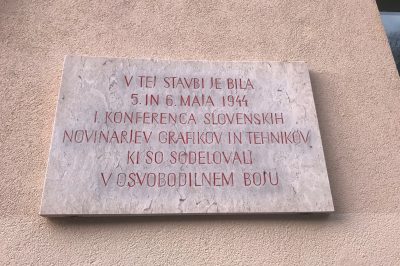 V TEJ STAVBI JE BILA
5. IN 6. MAJA 1944
I. KONFERENCA SLOVENSKIH
NOVINARJEV GRAFIKOV IN TEHNIKOV
KI SO SODELOVALI
V OSVOBODILNEM BOJU